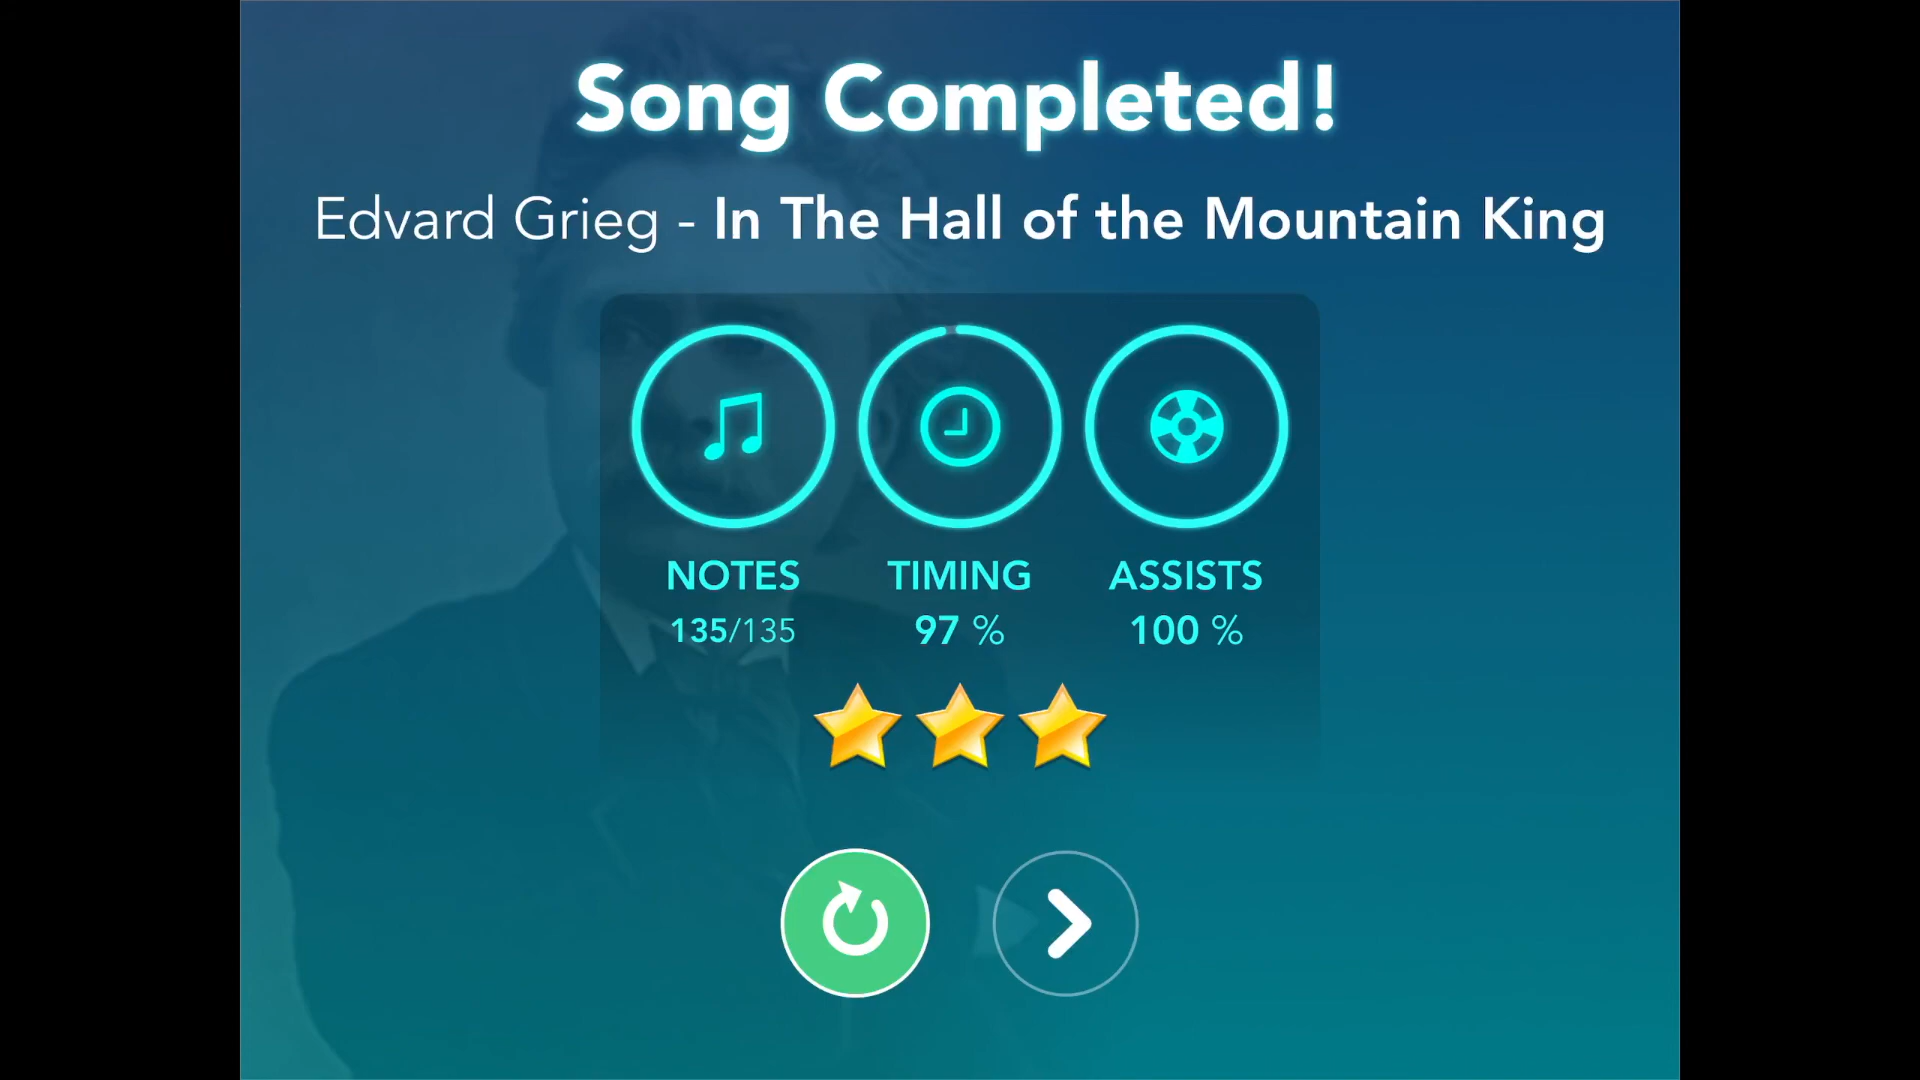 Song Completed!
Edvard Grieg - In The Hall of the Mountain King
NOTES TIMING ASSISTS
135/135 97 % 100 %